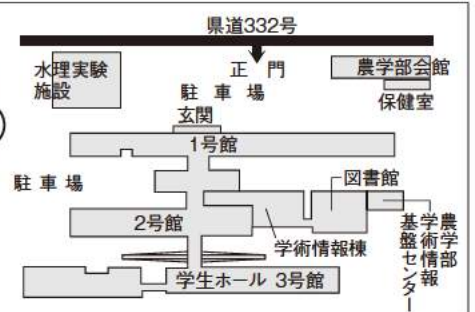 県道332号
正門
水理実験
施設
農学部会館
保健室
駐車場
玄関
1号館
駐車場
図書館
2号館
学術情報棟
農学部
学術情報
基盤センター
学生ホール 3号館